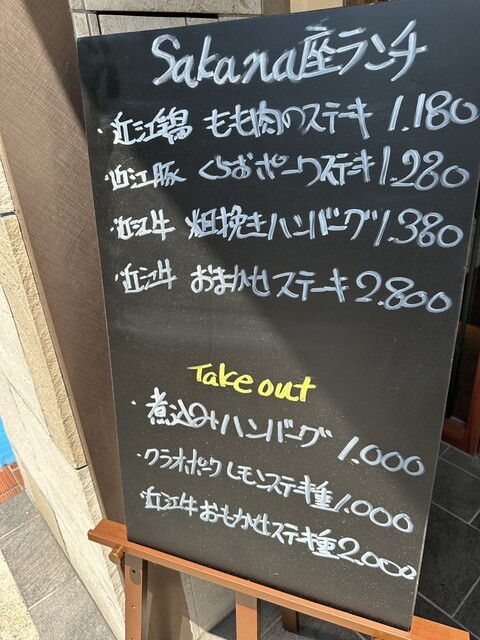 Sakana座ランチ
・近江鶏 もも肉のステーキ 1.180
・近江豚 くらおポークステーキ 1.280
・近江牛 粗挽きハンバーグ 1.380
・近江牛 おまかせステーキ 2.800
Take out
・煮込みハンバーグ 1.000
・クラオポーク レモンステーキ重 1.000
・近江牛 おまかせステーキ重 2.000